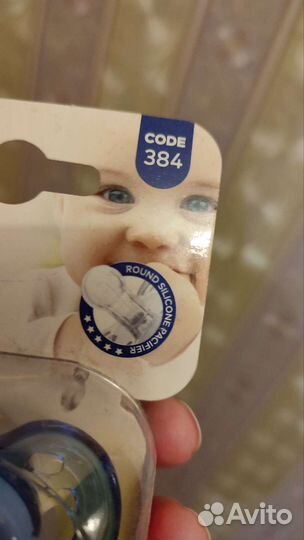 CODE
384
ROUND SILICONE PACIFIER
Avito